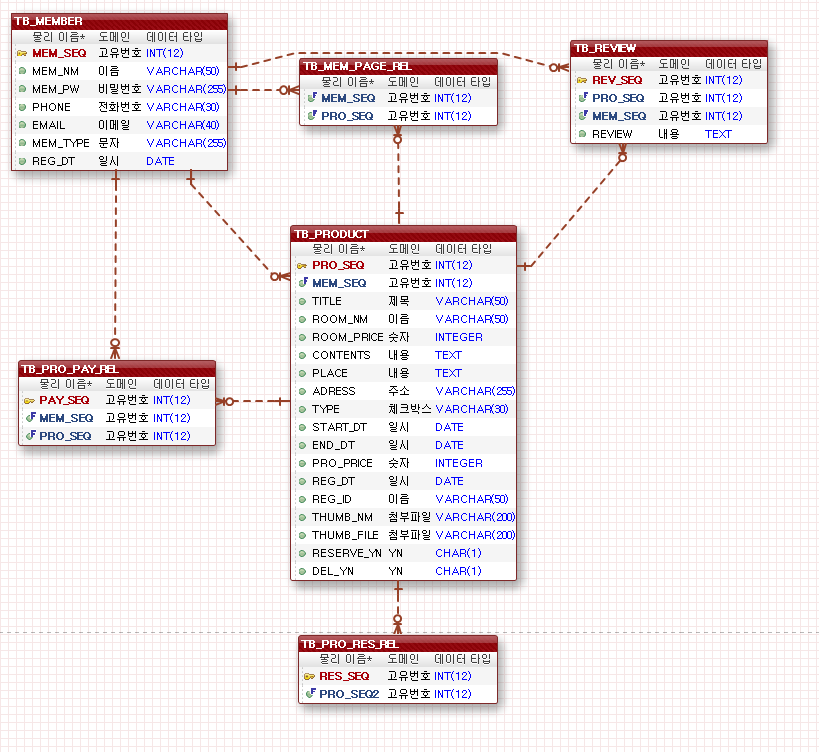 TB_MEMBER
물리 이름* 도메인 데이터 타입
MEM_SEQ 고유번호 INT(12)
MEM_NM 이름 VARCHAR(50)
MEM_PW 비밀번호 VARCHAR(255)
PHONE 전화번호 VARCHAR(30)
EMAIL 이메일 VARCHAR(40)
MEM_TYPE 문자 VARCHAR(255)
REG_DT 일시 DATE
TB_MEM_PAGE_REL
물리 이름* 도메인 데이터 타입
MEM_SEQ 고유번호 INT(12)
PRO_SEQ 고유번호 INT(12)
TB_REVIEW
물리 이름* 도메인 데이터 타입
REV_SEQ 고유번호 INT(12)
PRO_SEQ 고유번호 INT(12)
MEM_SEQ 고유번호 INT(12)
REVIEW 내용 TEXT
TB_PRODUCT
물리 이름* 도메인 데이터 타입
PRO_SEQ 고유번호 INT(12)
MEM_SEQ 고유번호 INT(12)
TITLE 제목 VARCHAR(50)
ROOM_NM 이름 VARCHAR(50)
ROOM_PRICE 숫자 INTEGER
CONTENTS 내용 TEXT
PLACE 내용 TEXT
ADRESS 주소 VARCHAR(255)
TYPE 체크박스 VARCHAR(30)
START_DT 일시 DATE
END_DT 일시 DATE
PRO_PRICE 숫자 INTEGER
REG_DT 일시 DATE
REG_ID 이름 VARCHAR(50)
THUMB_NM 첨부파일 VARCHAR(200)
THUMB_FILE 첨부파일 VARCHAR(200)
RESERVE_YN YN CHAR(1)
DEL_YN YN CHAR(1)
TB_PRO_PAY_REL
물리 이름* 도메인 데이터 타입
PAY_SEQ 고유번호 INT(12)
MEM_SEQ 고유번호 INT(12)
PRO_SEQ 고유번호 INT(12)
TB_PRO_RES_REL
물리 이름* 도메인 데이터 타입
RES_SEQ 고유번호 INT(12)
PRO_SEQ2 고유번호 INT(12)